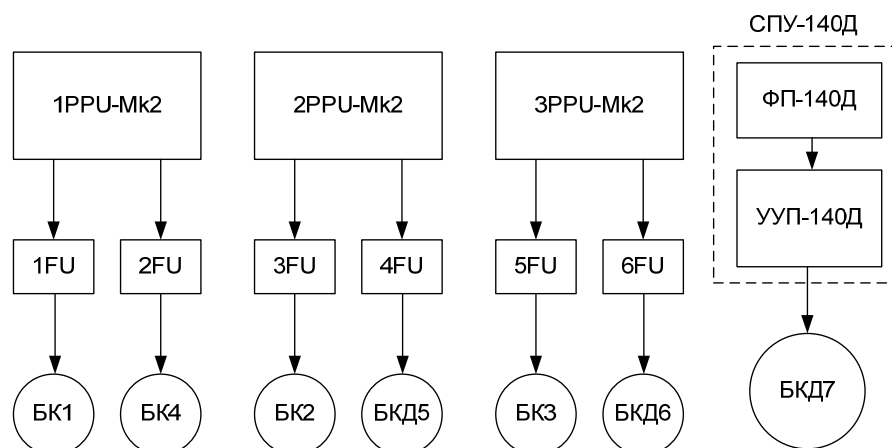 СПУ-140Д
1PPU-Mk2
2PPU-Mk2
3PPU-Mk2
ФП-140Д
УУП-140Д
1FU
2FU
3FU
4FU
5FU
6FU
БК1
БК4
БК2
БКД5
БК3
БКД6
БКД7